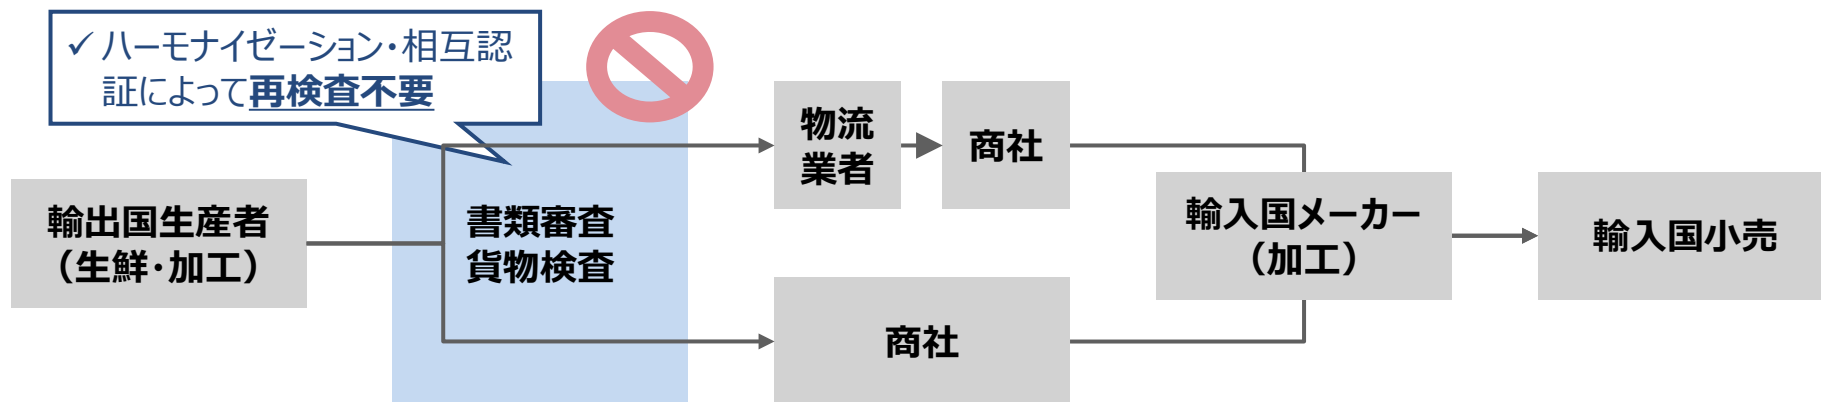 ✓ ハーモナイゼーション・相互認
証によって再検査不要
物流
業者
商社
輸出国生産者
（生鮮・加工）
書類審査
貨物検査
輸入国メーカー
（加工）
輸入国小売
商社